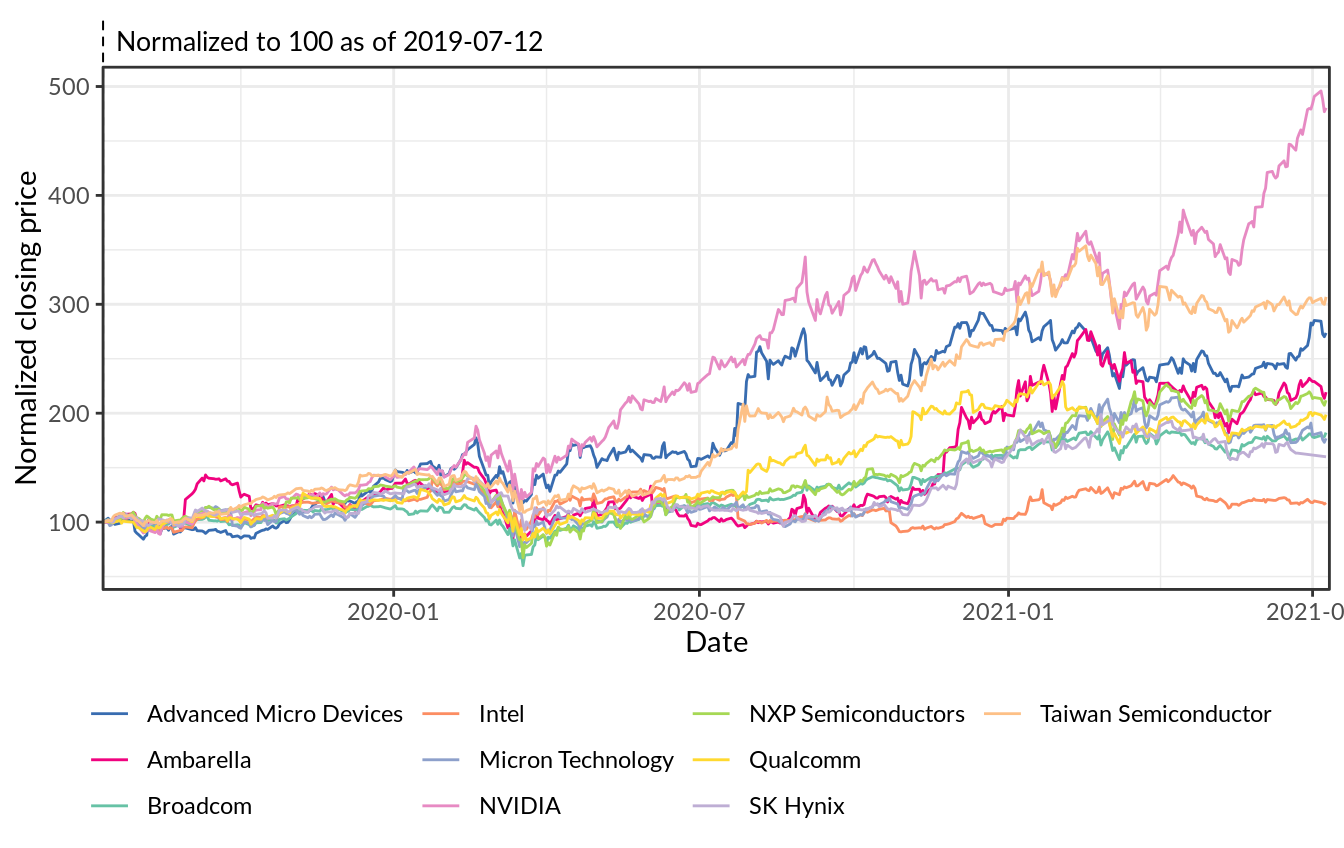 Normalized to 100 as of 2019-07-12
Normalized closing price
500
400
300
200
100
2020-01
2020-07
2021-01
2021-0
Date
Advanced Micro Devices
Intel
NXP Semiconductors
Taiwan Semiconductor
Ambarella
Micron Technology
Qualcomm
Broadcom
NVIDIA
SK Hynix